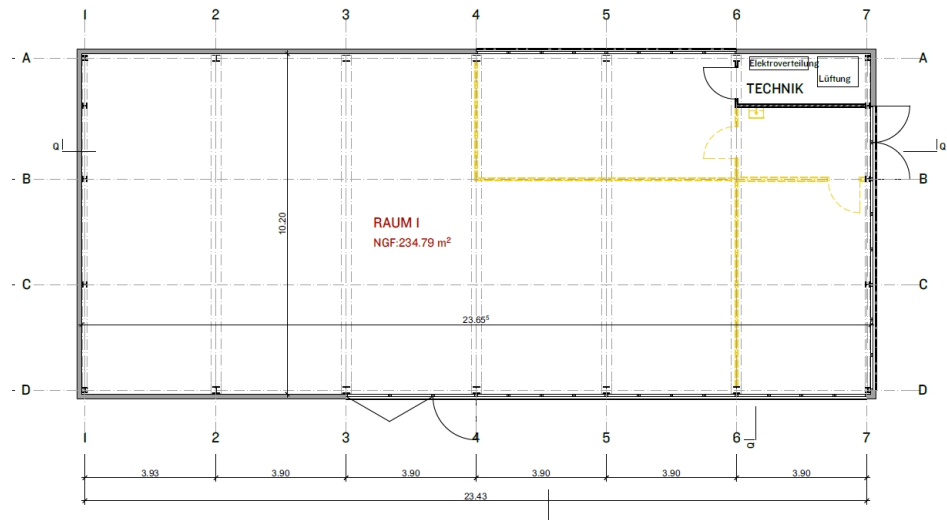 1 2 3 4 5 6 7
A A
Elektroverteilung
Lüftung
TECHNIK
Q Q
B B
RAUM I
NGF:234.79 m²
10.20
C C
23.65⁵
D D
1 2 3 4 5 6 7
Q
3.93 3.90 3.90 3.90 3.90 3.90
23.43